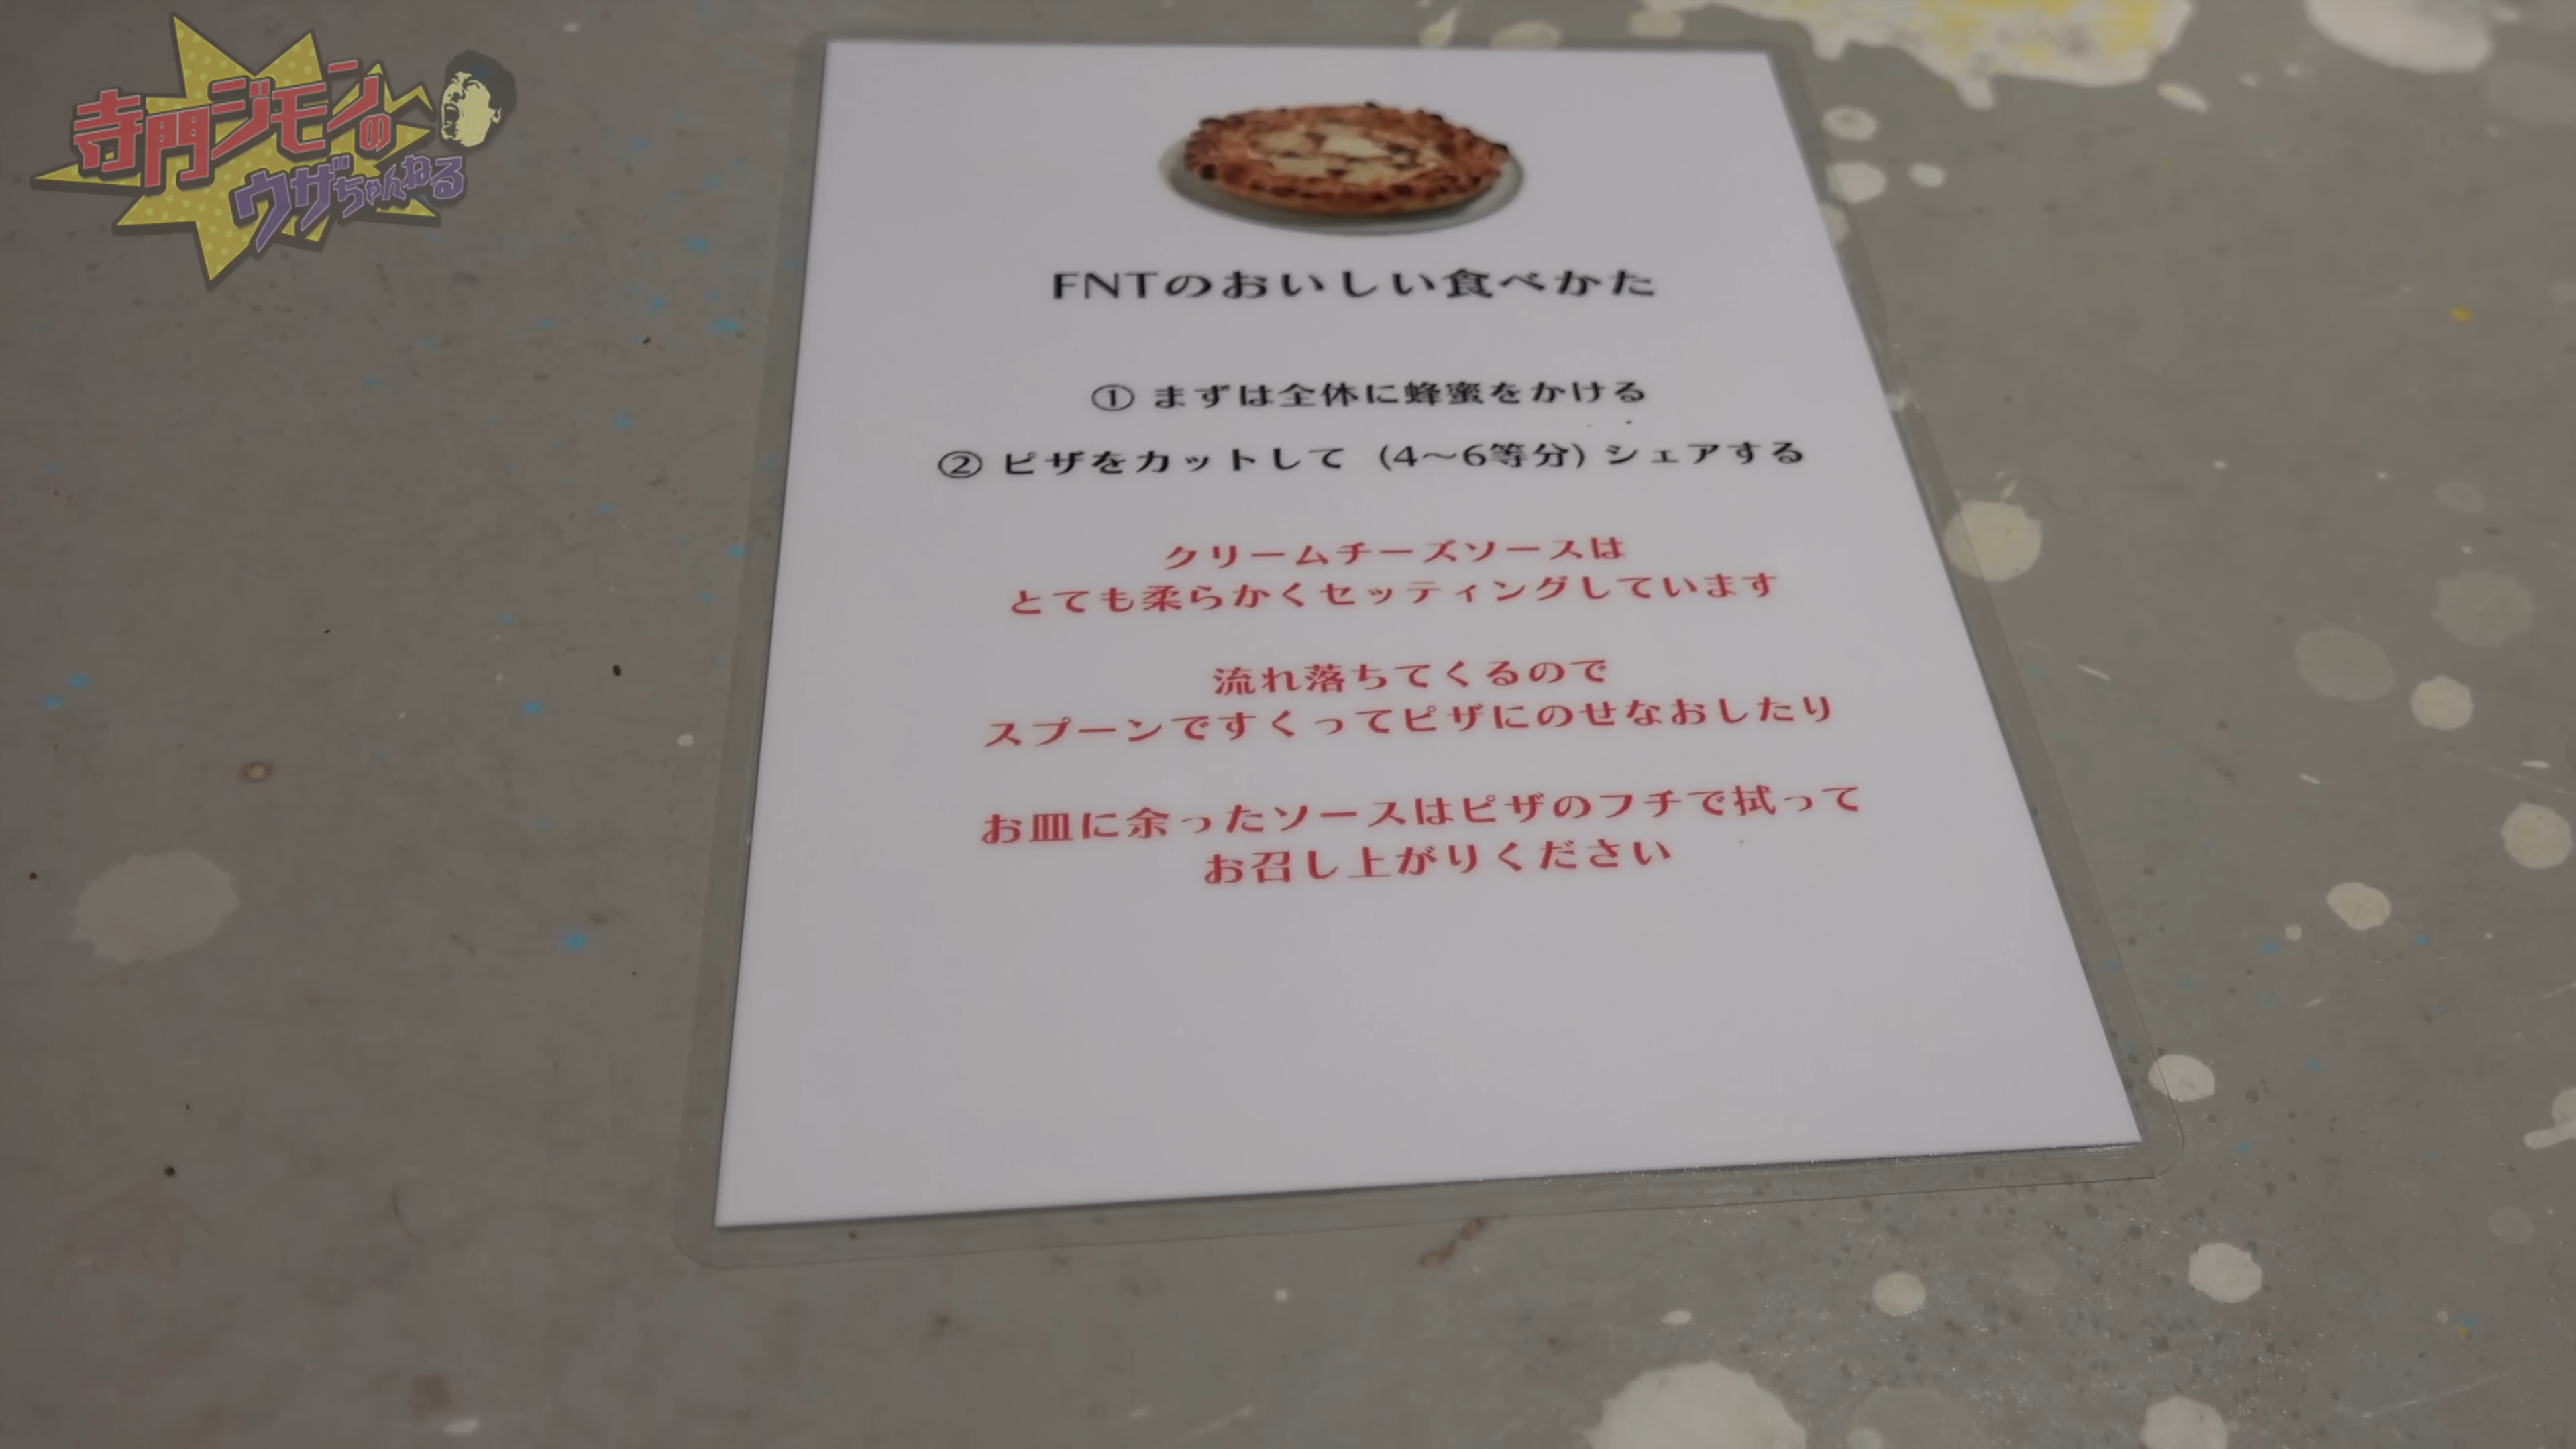 寺門ジモンの
ウザちゃんねる
FNTのおいしい食べかた
① まずは全体に蜂蜜をかける
② ピザをカットして (4〜6等分) シェアする
クリームチーズソースは
とても柔らかくセッティングしています
流れ落ちてくるので
スプーンですくってピザにのせなおしたり
お皿に余ったソースはピザのフチで拭って
お召し上がりください